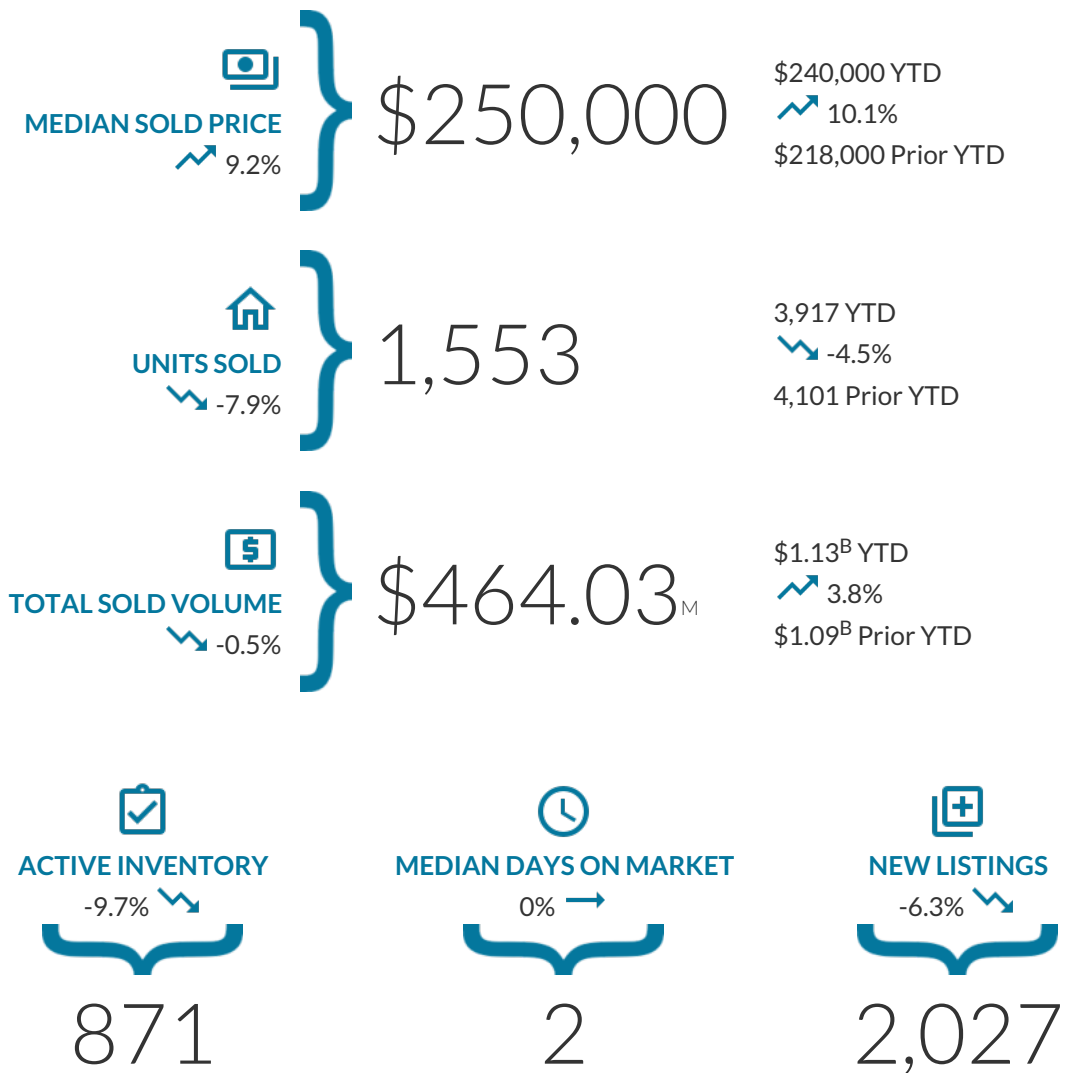 MEDIAN SOLD PRICE
9.2%
$250,000
$240,000 YTD
10.1%
$218,000 Prior YTD
UNITS SOLD
-7.9%
1,553
3,917 YTD
-4.5%
4,101 Prior YTD
TOTAL SOLD VOLUME
-0.5%
$464.03M
$1.13B YTD
3.8%
$1.09B Prior YTD
ACTIVE INVENTORY
-9.7%
871
MEDIAN DAYS ON MARKET
0%
2
NEW LISTINGS
-6.3%
2,027